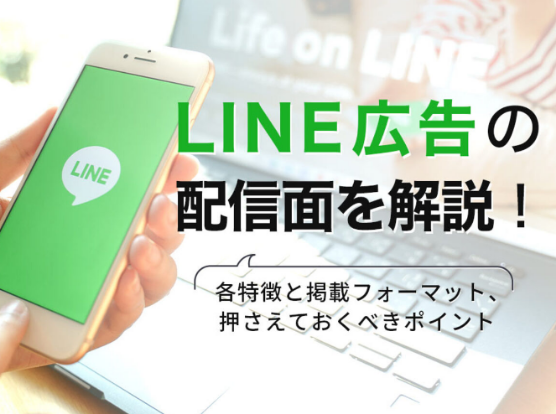 Life on LINE
LINE
LINE広告の
配信面を解説！
各特徴と掲載フォーマット、
押さえておくべきポイント